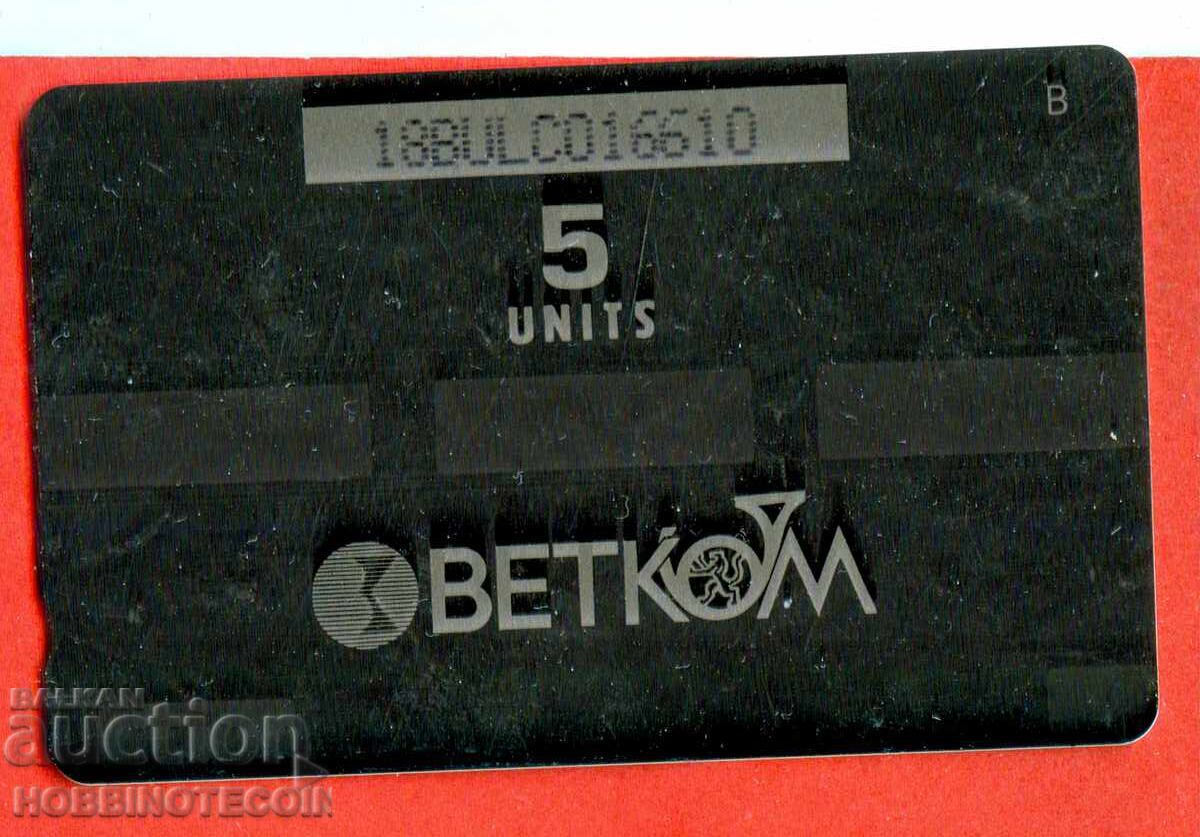 18BULC016610
B
5
UNITS
BETKOM
BALKAN
auction
HOBBINOTECOIN